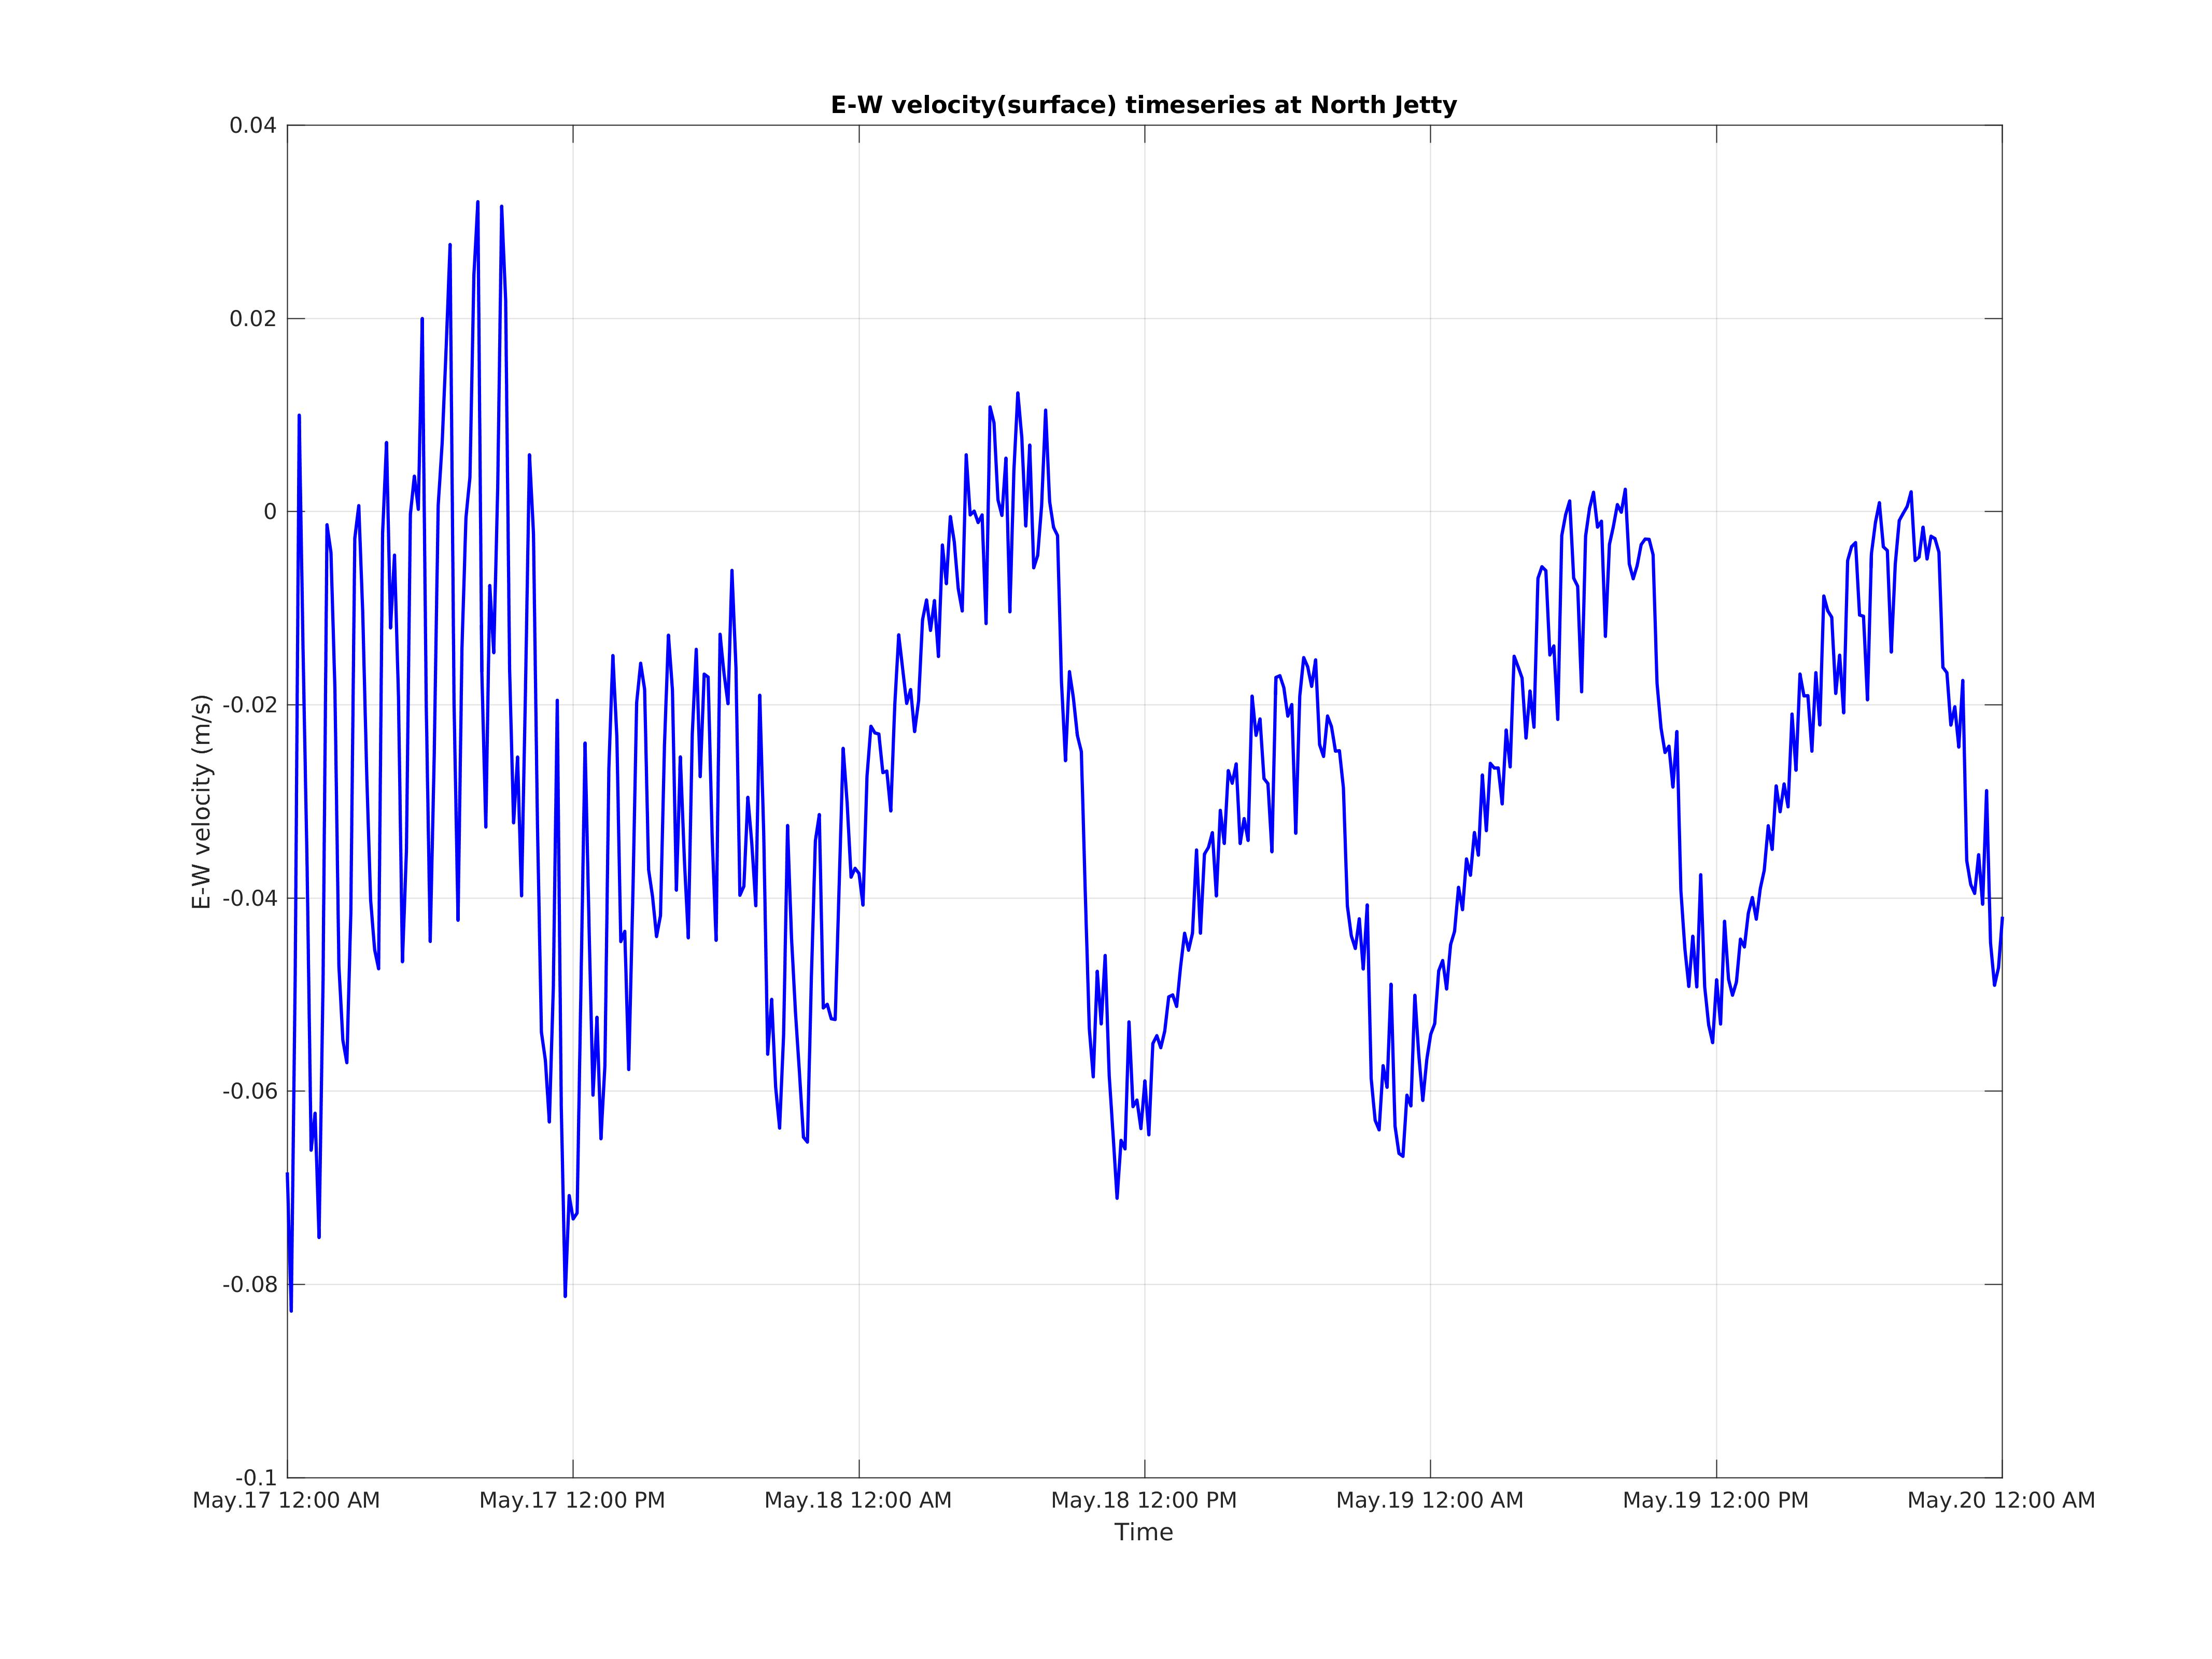 E-W velocity(surface) timeseries at North Jetty
0.04
0.02
0
-0.02
-0.04
-0.06
-0.08
-0.1
E-W velocity (m/s)
May.17 12:00 AM May.17 12:00 PM May.18 12:00 AM May.18 12:00 PM May.19 12:00 AM May.19 12:00 PM May.20 12:00 AM
Time